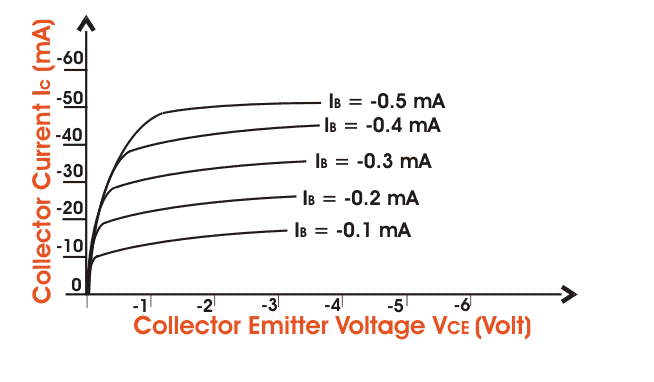 Collector Current Ic (mA)
-60
-50
-40
-30
-20
-10
0
IB = -0.5 mA
IB = -0.4 mA
IB = -0.3 mA
IB = -0.2 mA
IB = -0.1 mA
-1 -2 -3 -4 -5 -6
Collector Emitter Voltage VCE (Volt)